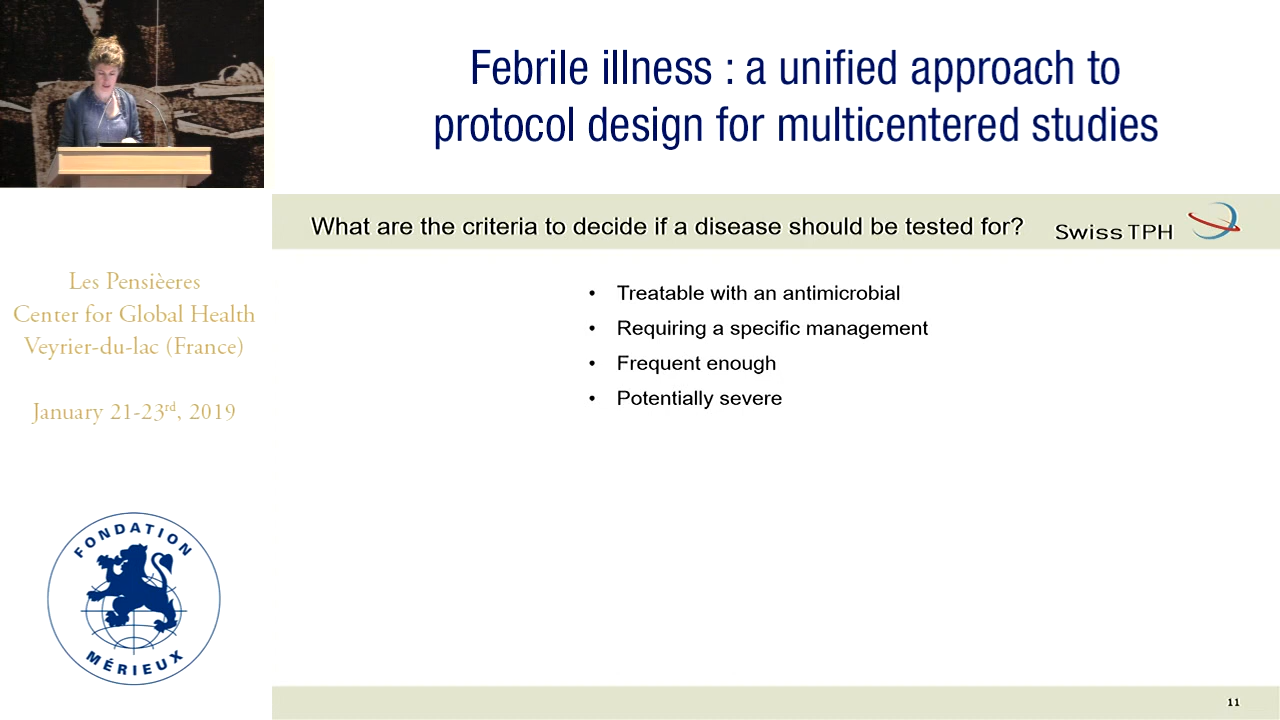 Febrile illness : a unified approach to
protocol design for multicentered studies
What are the criteria to decide if a disease should be tested for?
Swiss TPH
Les Pensièeres
Center for Global Health
Veyrier-du-lac (France)
January 21-23rd, 2019
• Treatable with an antimicrobial
• Requiring a specific management
• Frequent enough
• Potentially severe
FONDATION
MÉRIEUX
11